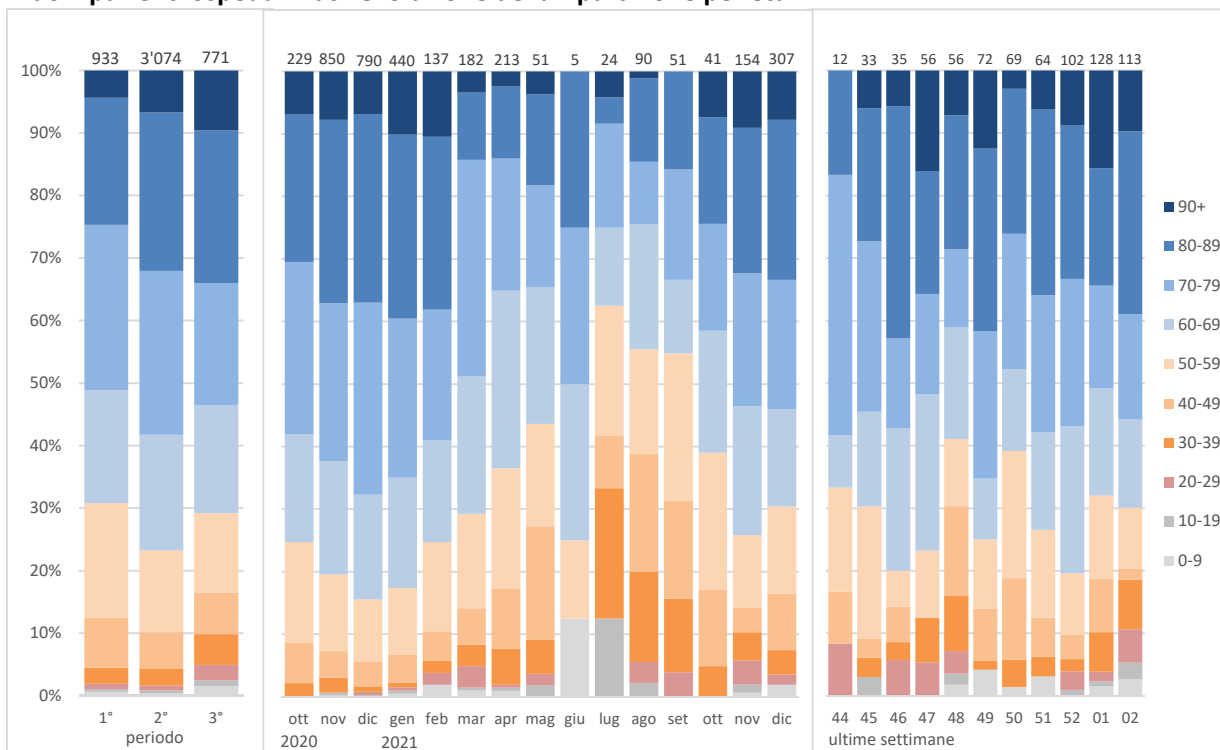 933 3'074 771
229 850 790 440 137 182 213 51 5 24 90 51 41 154 307
12 33 35 56 56 72 69 64 102 128 113
100%
90%
80%
70%
60%
50%
40%
30%
20%
10%
0%
1° 2° 3°
periodo
ott nov dic gen feb mar apr mag giu lug ago set ott nov dic
2020 2021
44 45 46 47 48 49 50 51 52 01 02
ultime settimane
90+
80-89
70-79
60-69
50-59
40-49
30-39
20-29
10-19
0-9